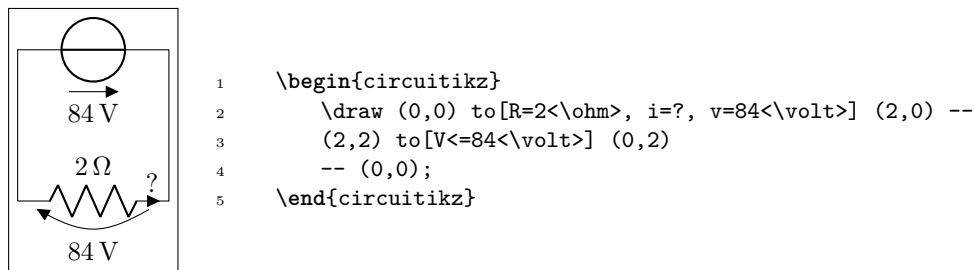 84 V
2 Ω
?
84 V
1 \begin{circuitikz}
2 \draw (0,0) to[R=2<\ohm>, i=?, v=84<\volt>] (2,0) --
3 (2,2) to[V<=84<\volt>] (0,2)
4 -- (0,0);
5 \end{circuitikz}